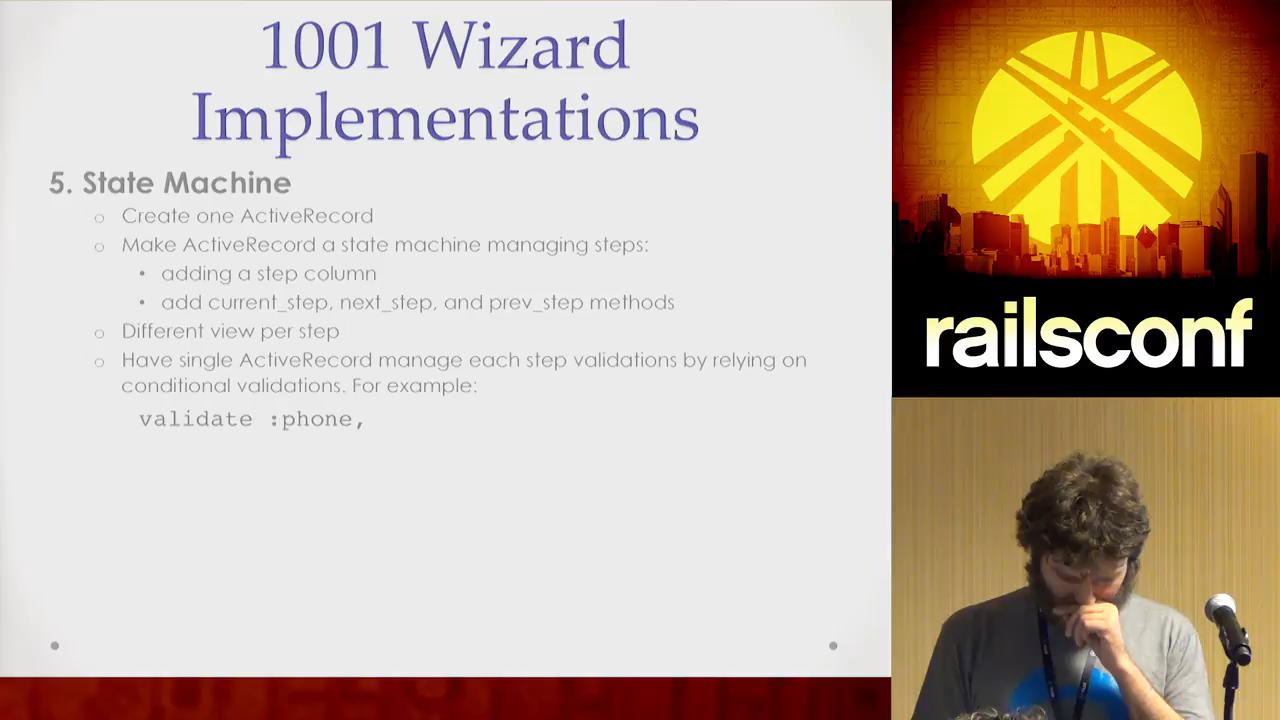 1001 Wizard
Implementations
5. State Machine
Create one ActiveRecord
Make ActiveRecord a state machine managing steps:
adding a step column
add current_step, next_step, and prev_step methods
Different view per step
Have single ActiveRecord manage each step validations by relying on
conditional validations. For example:
validate :phone,
railsconf